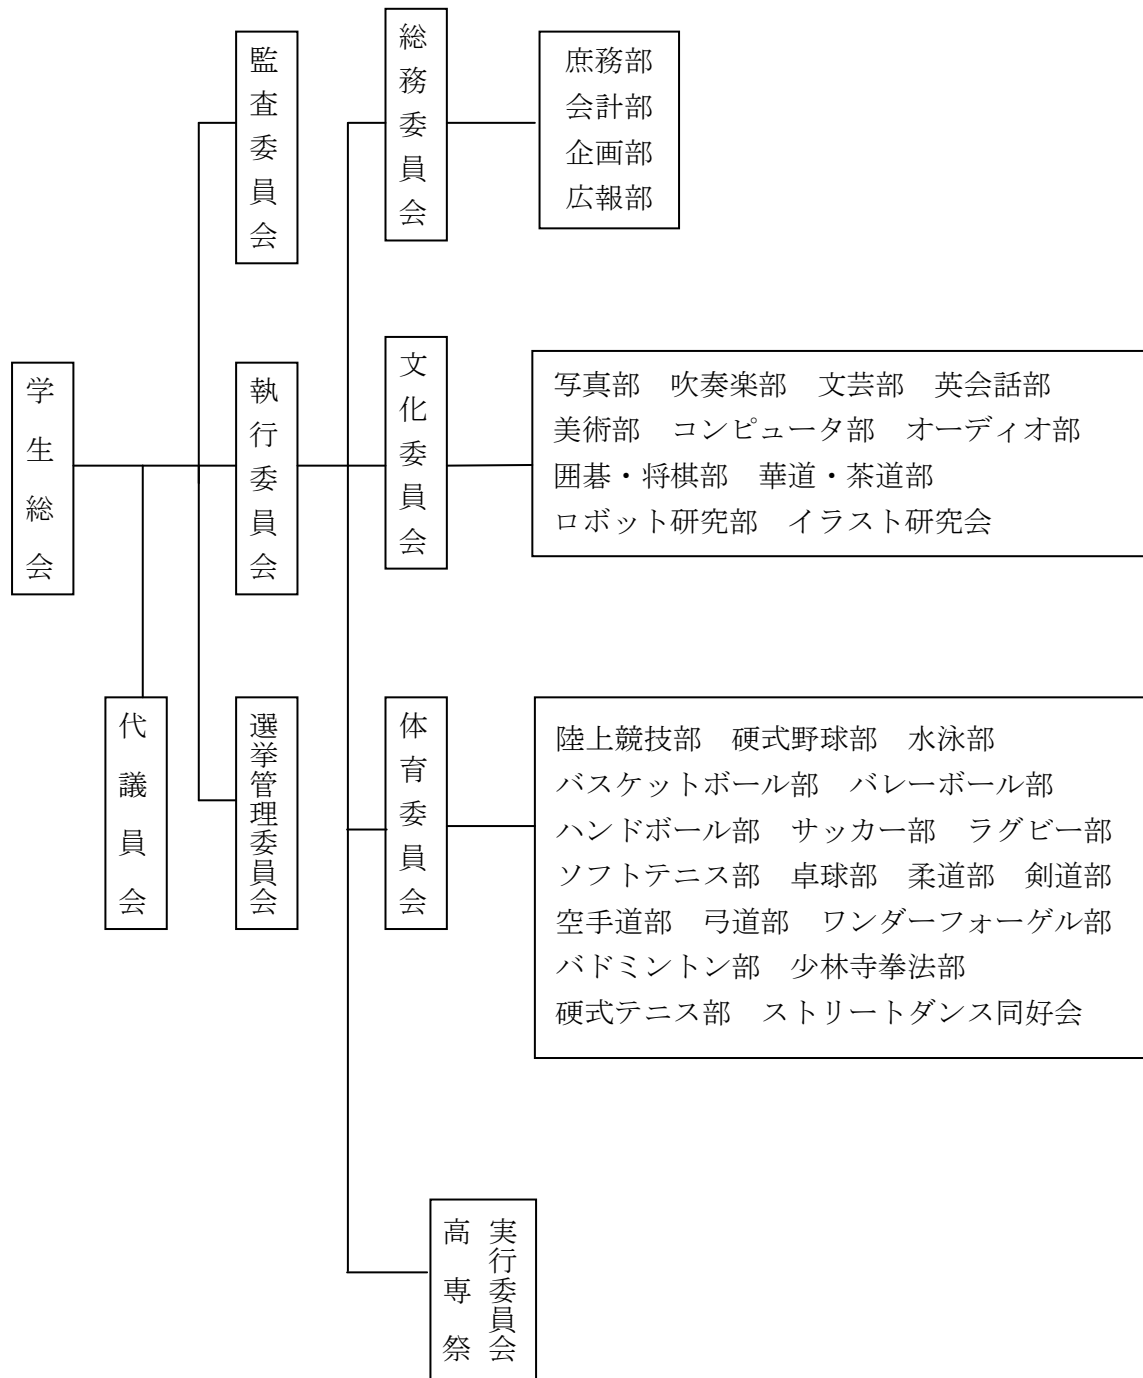 学生総会
代議員会
監査委員会
執行委員会
選挙管理委員会
総務委員会
庶務部
会計部
企画部
広報部
文化委員会
写真部　吹奏楽部　文芸部　英会話部
美術部　コンピュータ部　オーディオ部
囲碁・将棋部　華道・茶道部
ロボット研究部　イラスト研究会
体育委員会
陸上競技部　硬式野球部　水泳部
バスケットボール部　バレーボール部
ハンドボール部　サッカー部　ラグビー部
ソフトテニス部　卓球部　柔道部　剣道部
空手道部　弓道部　ワンダーフォーゲル部
バドミントン部　少林寺拳法部
硬式テニス部　ストリートダンス同好会
高専祭
実行委員会